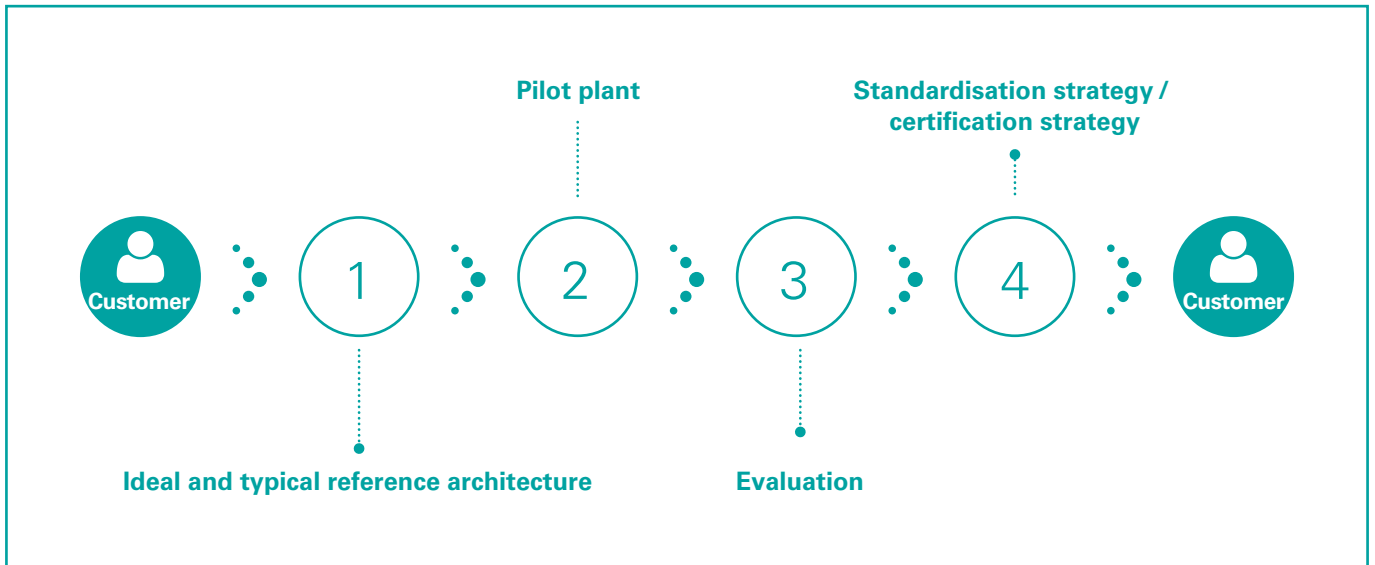 Pilot plant
Standardisation strategy /
certification strategy
Customer
1
2
3
4
Customer
Ideal and typical reference architecture
Evaluation